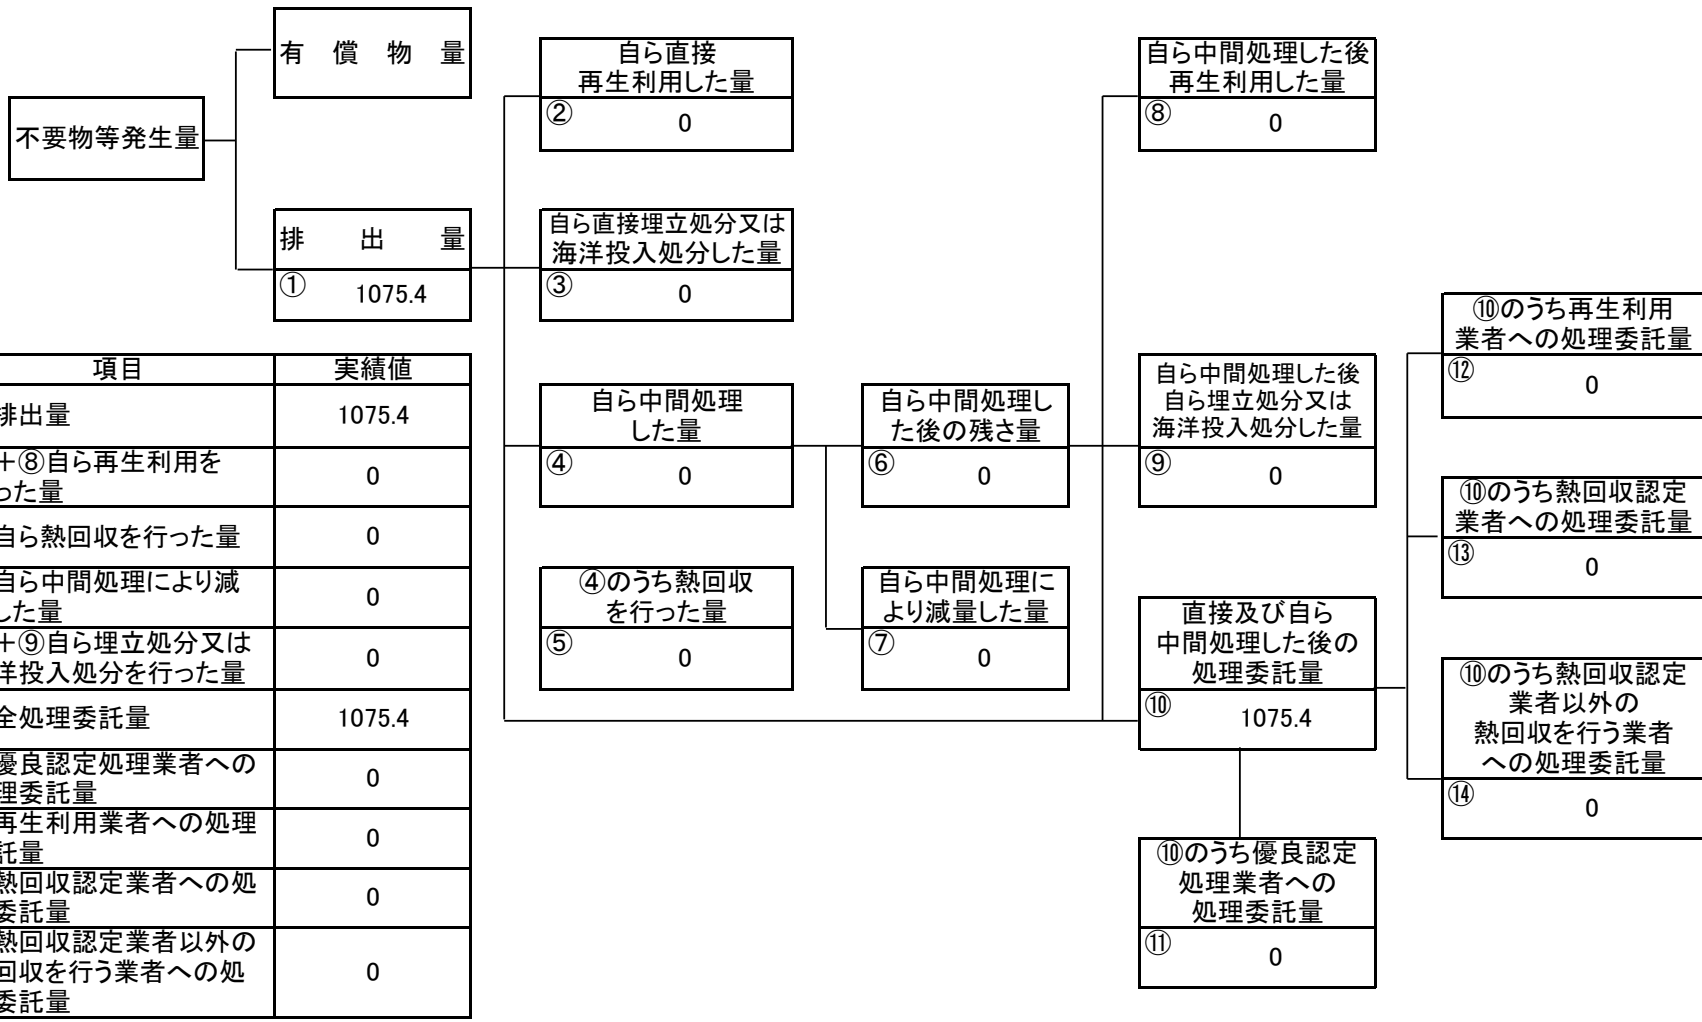 有償物量
不要物等発生量
排出量
① 1075.4
自ら直接
再生利用した量
② 0
自ら直接埋立処分又は
海洋投入処分した量
③ 0
自ら中間処理
した量
④ 0
④のうち熱回収
を行った量
⑤ 0
自ら中間処理し
た後の残さ量
⑥ 0
自ら中間処理に
より減量した量
⑦ 0
自ら中間処理した後
再生利用した量
⑧ 0
自ら中間処理した後
自ら埋立処分又は
海洋投入処分した量
⑨ 0
直接及び自ら
中間処理した後の
処理委託量
⑩ 1075.4
⑩のうち優良認定
処理業者への
処理委託量
⑪ 0
⑩のうち再生利用
業者への処理委託量
⑫ 0
⑩のうち熱回収認定
業者への処理委託量
⑬ 0
⑩のうち熱回収認定
業者以外の
熱回収を行う業者
への処理委託量
⑭ 0
項目 実績値
排出量 1075.4
+⑧自ら再生利用を
った量 0
自ら熱回収を行った量 0
自ら中間処理により減
した量 0
+⑨自ら埋立処分又は
洋投入処分を行った量 0
全処理委託量 1075.4
優良認定処理業者への
理委託量 0
再生利用業者への処理
託量 0
熱回収認定業者への処
委託量 0
熱回収認定業者以外の
回収を行う業者への処
委託量 0